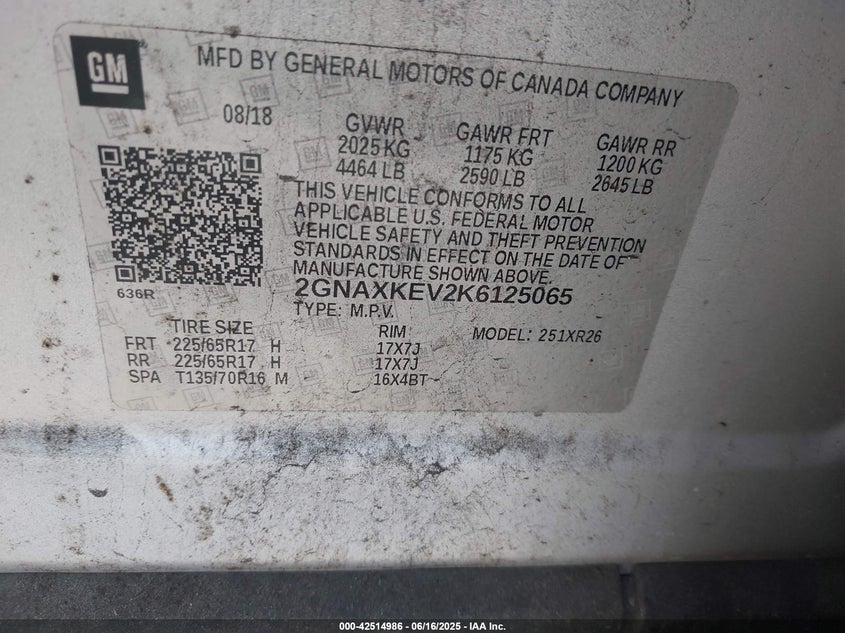 GM
MFD BY GENERAL MOTORS OF CANADA COMPANY
08/18
GVWR GAWR FRT GAWR RR
2025 KG 1175 KG 1200 KG
4464 LB 2590 LB 2645 LB
THIS VEHICLE CONFORMS TO ALL
APPLICABLE U.S. FEDERAL MOTOR
VEHICLE SAFETY AND THEFT PREVENTION
STANDARDS IN EFFECT ON THE DATE OF
MANUFACTURE SHOWN ABOVE.
636R
2GNAXKEV2K6125065
TYPE: M.P.V.
TIRE SIZE RIM MODEL: 251XR26
FRT 225/65R17 H 17X7J
RR 225/65R17 H 17X7J
SPA T135/70R16 M 16X4BT
000-42514986 - 06/16/2025 - IAA Inc.